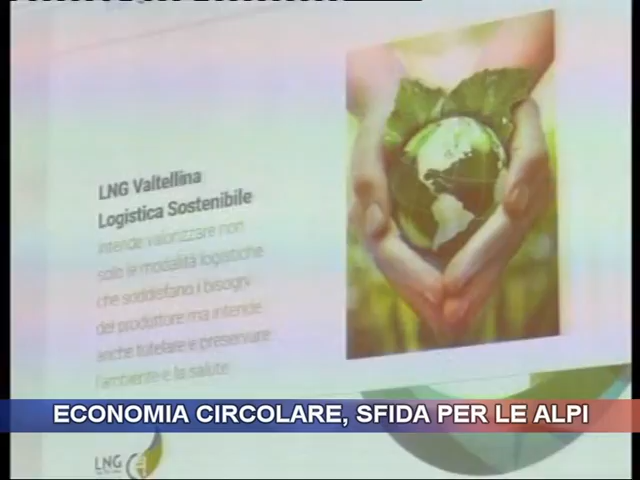 LNG Valtellina
Logistica Sostenibile
intende valorizzare non
solo le modalità logistiche
che soddisfano i bisogni
del produttore ma intende
anche tutelare e preservare
l'ambiente e la salute
ECONOMIA CIRCOLARE, SFIDA PER LE ALPI
LNG